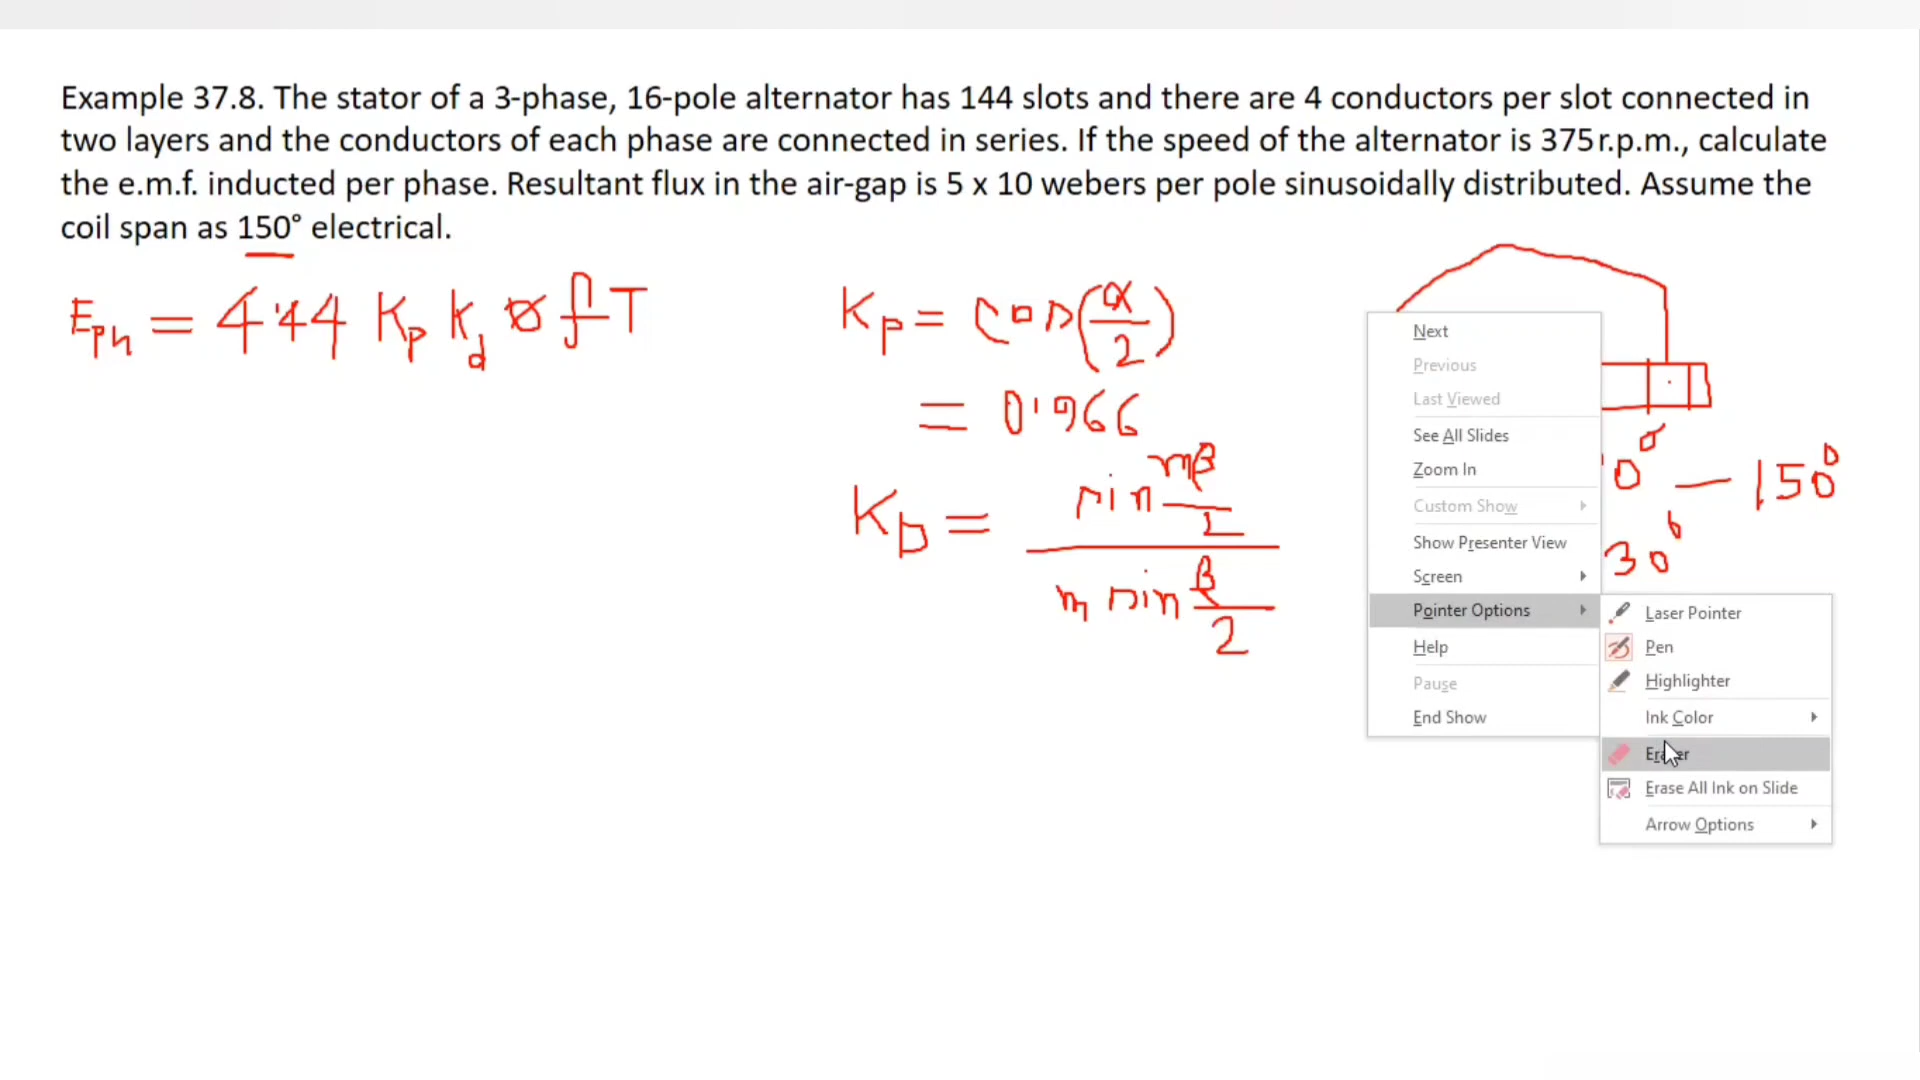 Example 37.8. The stator of a 3-phase, 16-pole alternator has 144 slots and there are 4 conductors per slot connected in
two layers and the conductors of each phase are connected in series. If the speed of the alternator is 375 r.p.m., calculate
the e.m.f. inducted per phase. Resultant flux in the air-gap is 5 x 10 webers per pole sinusoidally distributed. Assume the
coil span as 150° electrical.
Eph = 4.44 Kp Kd Ø f T
Kp = cos(α/2)
= 0.966
KD = sin mβ/2
m sin β/2
0° - 150°
30°
Next
Previous
Last Viewed
See All Slides
Zoom In
Custom Show
Show Presenter View
Screen
Pointer Options
Help
Pause
End Show
Laser Pointer
Pen
Highlighter
Ink Color
Eraser
Erase All Ink on Slide
Arrow Options